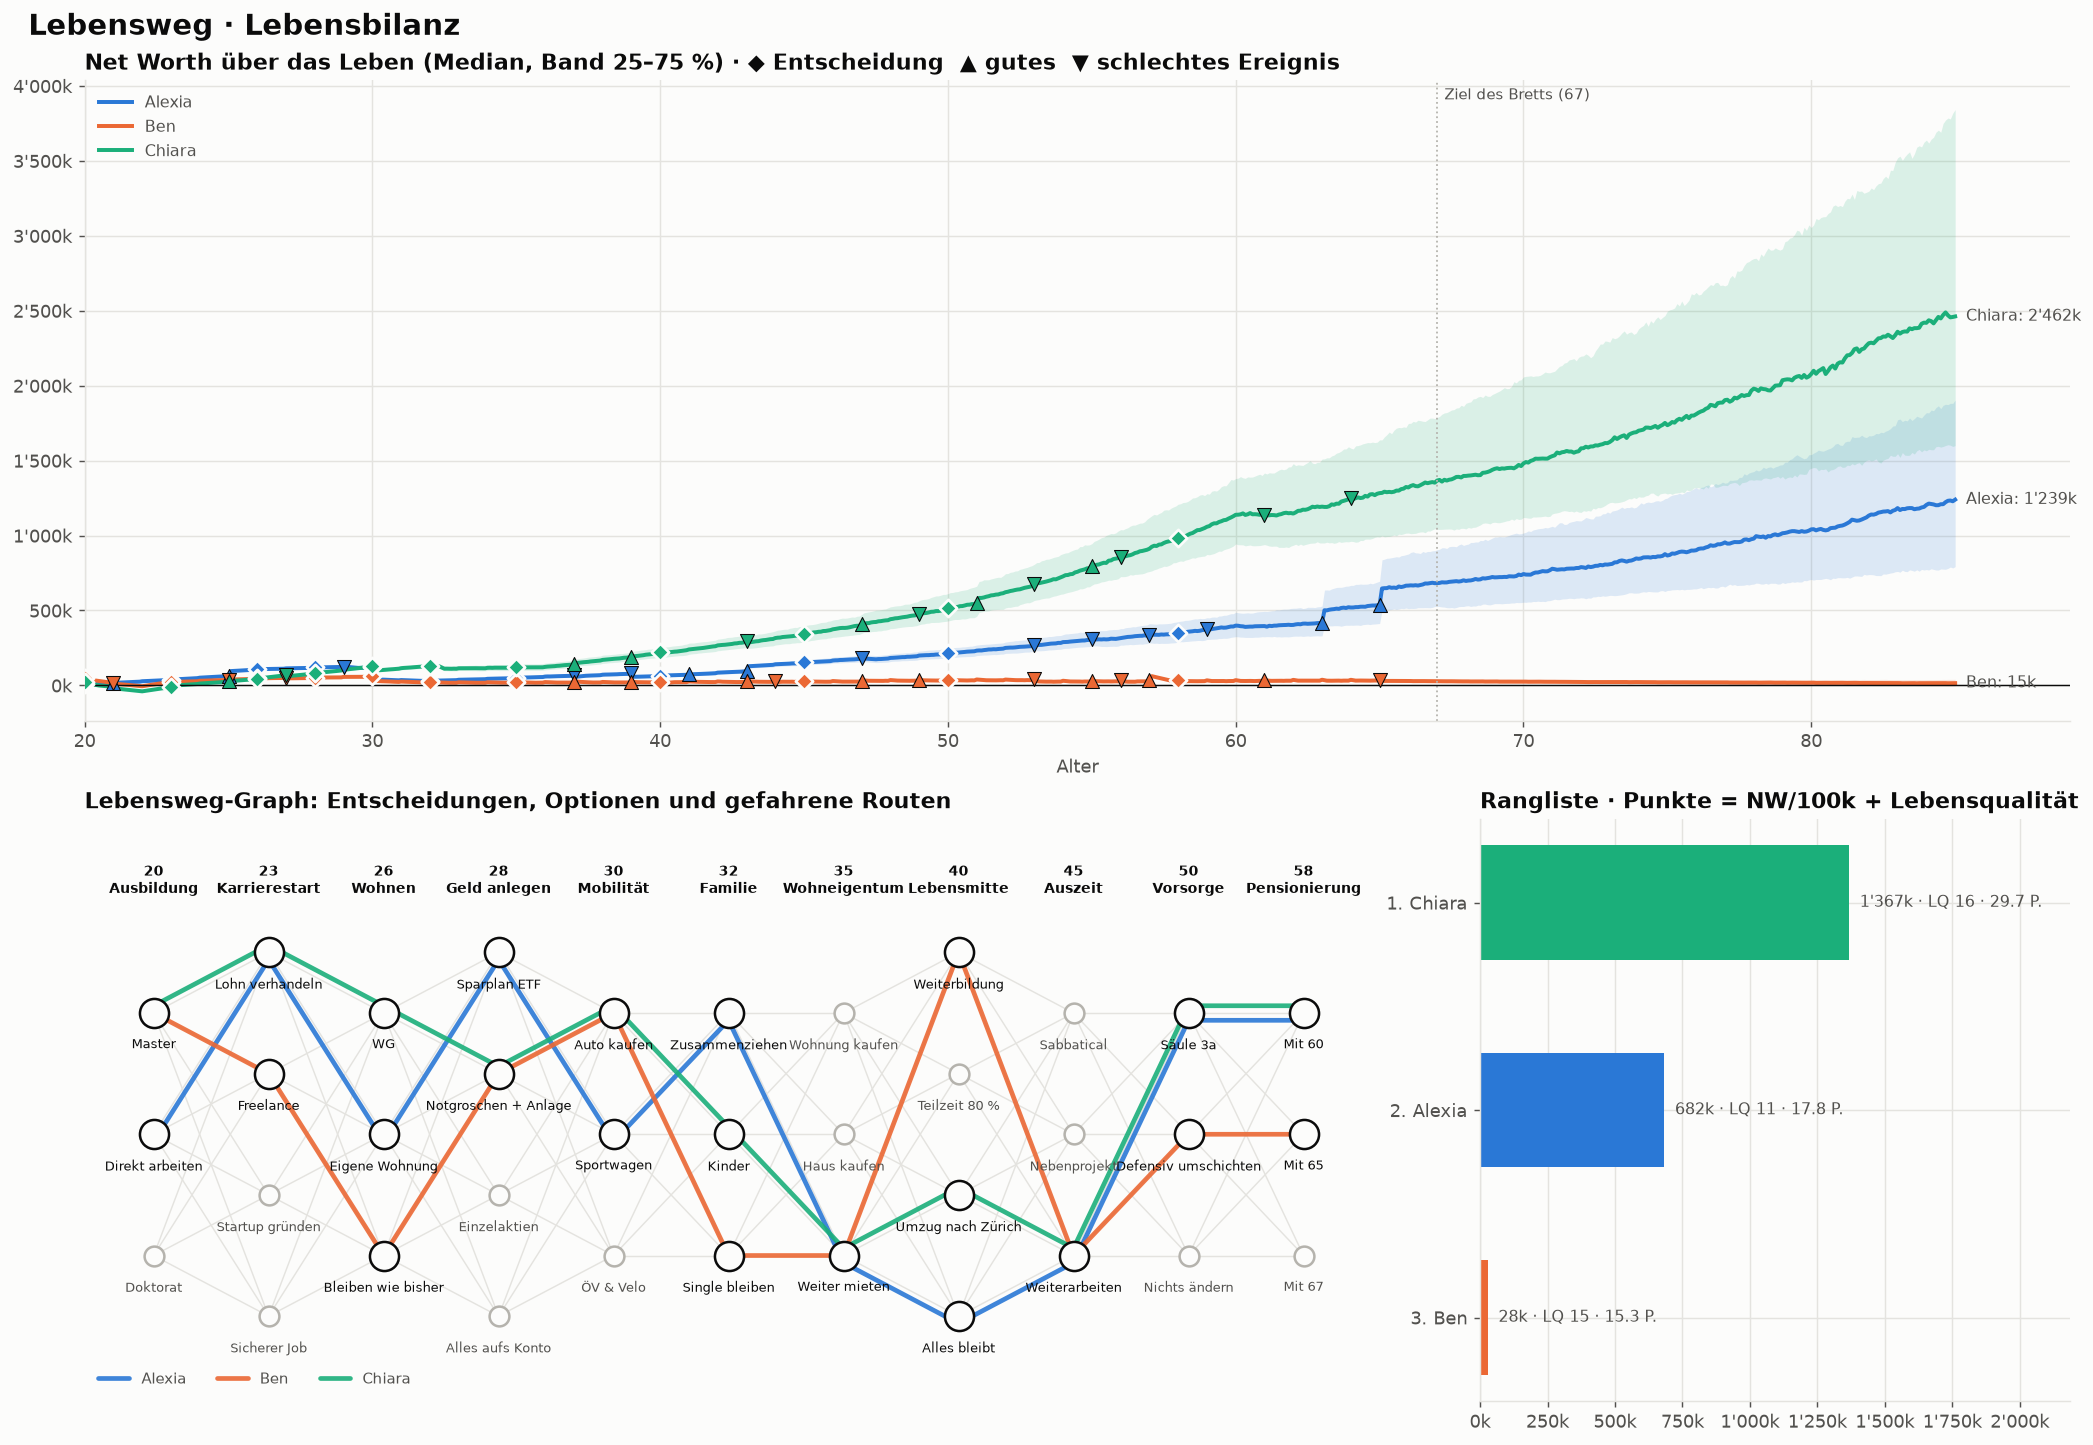 Lebensweg · Lebensbilanz
Net Worth über das Leben (Median, Band 25–75 %) · ◆ Entscheidung ▲ gutes ▼ schlechtes Ereignis
4'000k
3'500k
3'000k
2'500k
2'000k
1'500k
1'000k
500k
0k
Alexia
Ben
Chiara
Ziel des Bretts (67)
Chiara: 2'462k
Alexia: 1'239k
Ben: 15k
20 30 40 50 60 70 80
Alter
Lebensweg-Graph: Entscheidungen, Optionen und gefahrene Routen
20 23 26 28 30 32 35 40 45 50 58
Ausbildung Karrierestart Wohnen Geld anlegen Mobilität Familie Wohneigentum Lebensmitte Auszeit Vorsorge Pensionierung
Lohn verhandeln Sparplan ETF Weiterbildung
Master WG Auto kaufen Zusammenziehen Wohnung kaufen Sabbatical Säule 3a Mit 60
Freelance Notgroschen + Anlage Teilzeit 80 %
Direkt arbeiten Eigene Wohnung Sportwagen Kinder Haus kaufen Nebenprojekt Defensiv umschichten Mit 65
Startup gründen Einzelaktien Umzug nach Zürich
Doktorat Bleiben wie bisher ÖV & Velo Single bleiben Weiter mieten Weiterarbeiten Nichts ändern Mit 67
Sicherer Job Alles aufs Konto Alles bleibt
Alexia Ben Chiara
Rangliste · Punkte = NW/100k + Lebensqualität
1. Chiara
1'367k · LQ 16 · 29.7 P.
2. Alexia
682k · LQ 11 · 17.8 P.
3. Ben
28k · LQ 15 · 15.3 P.
0k 250k 500k 750k 1'000k 1'250k 1'500k 1'750k 2'000k